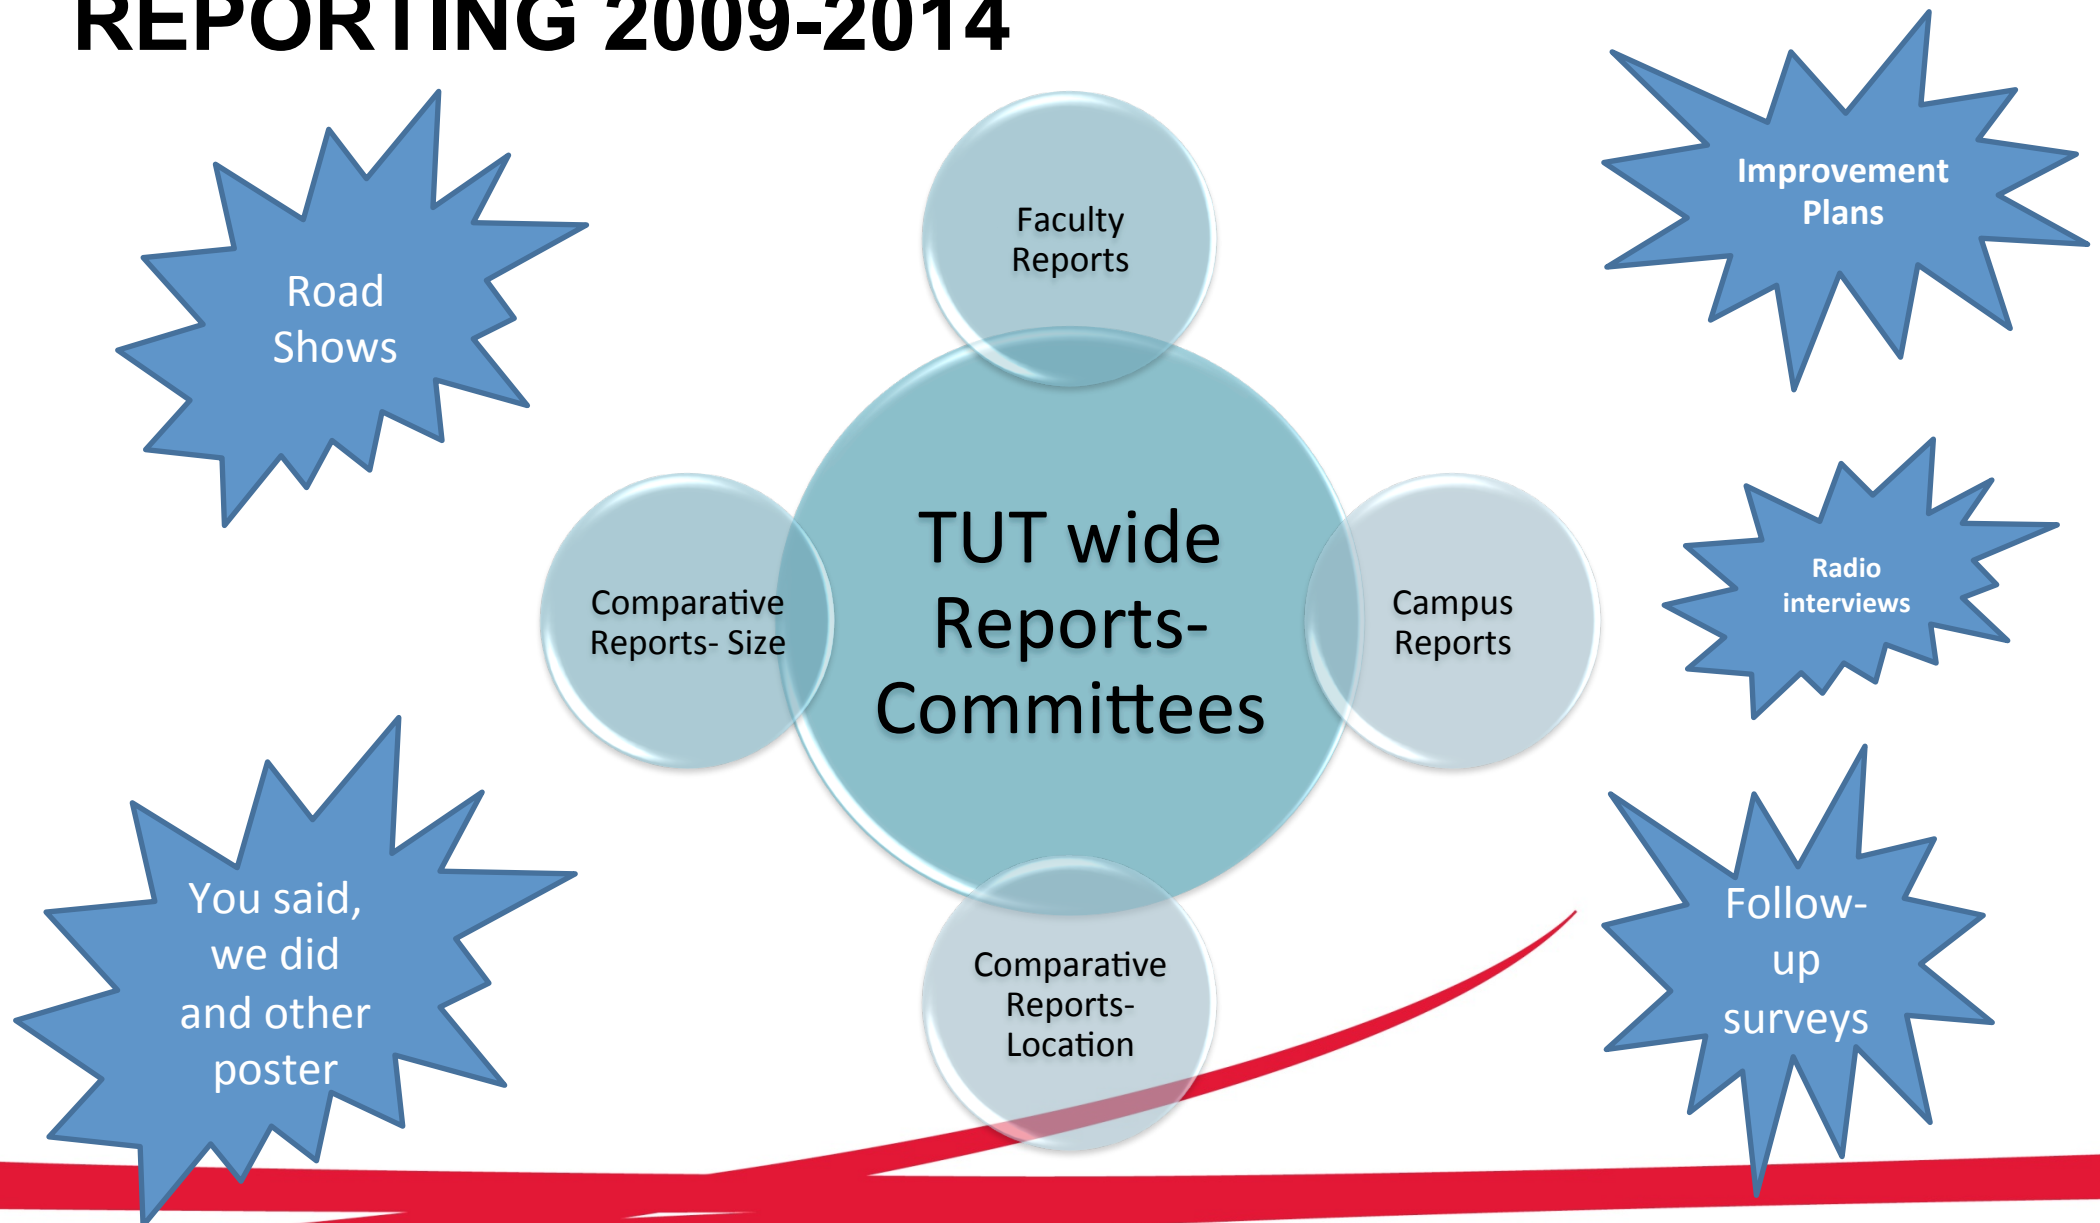 REPORTING 2009-2014
Road
Shows
Faculty
Reports
Improvement
Plans
Comparative
Reports- Size
TUT wide
Reports-
Committees
Campus
Reports
Radio
interviews
You said,
we did
and other
poster
Comparative
Reports-
Location
Follow-
up
surveys